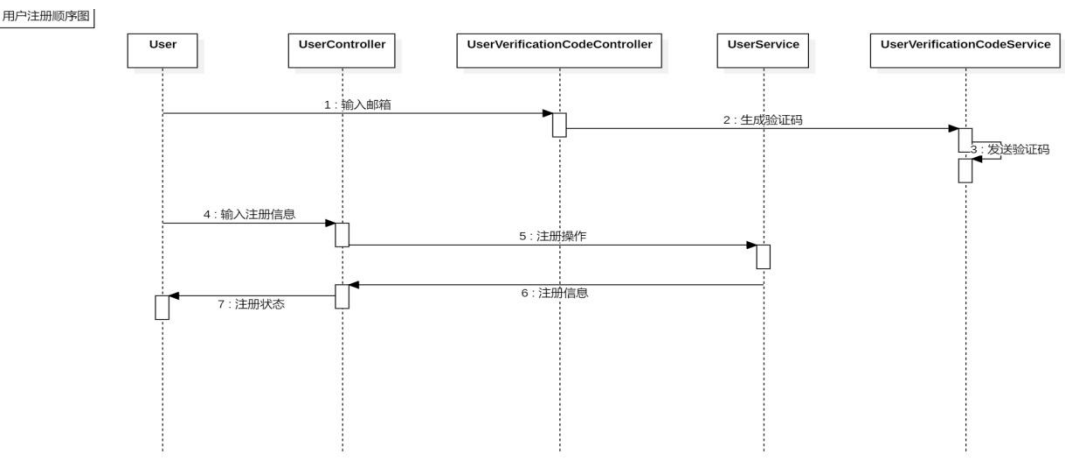 用户注册顺序图
User
UserController
UserVerificationCodeController
UserService
UserVerificationCodeService
1 : 输入邮箱
2 : 生成验证码
3 : 发送验证码
4 : 输入注册信息
5 : 注册操作
6 : 注册信息
7 : 注册状态